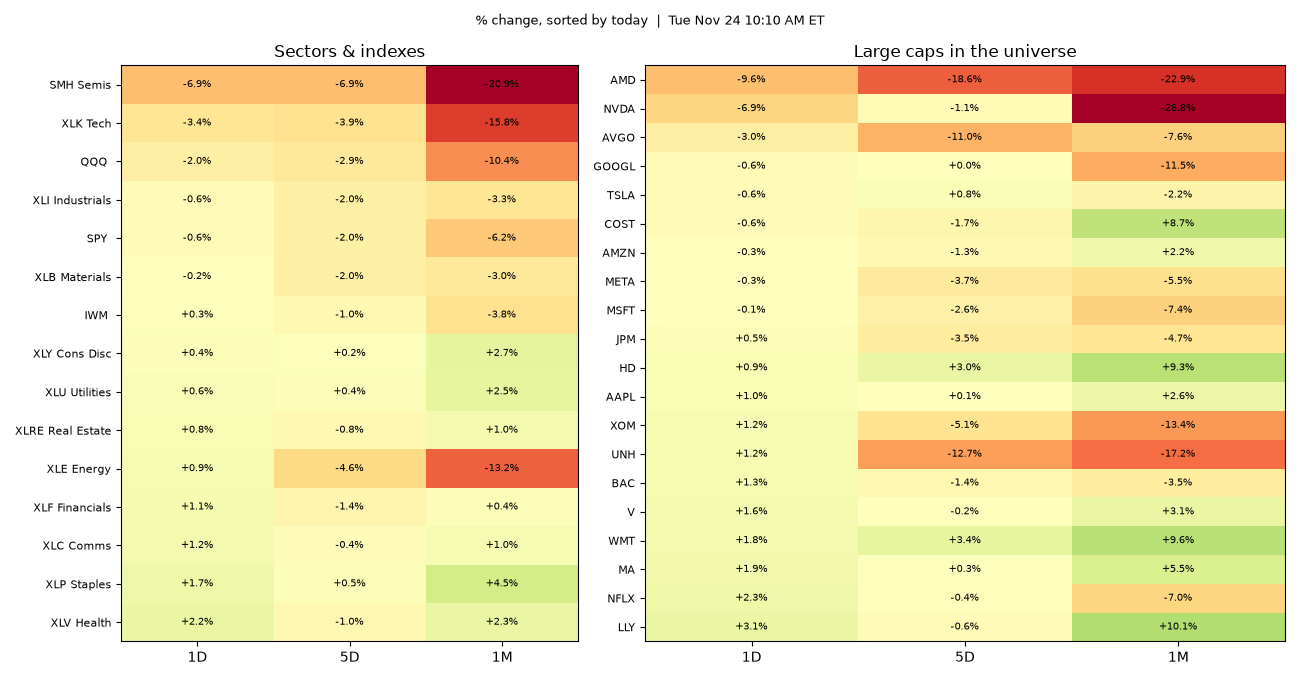 % change, sorted by today | Tue Nov 24 10:10 AM ET
Sectors & indexes
SMH Semis -6.9% -6.9% -20.9%
XLK Tech -3.4% -3.9% -15.8%
QQQ -2.0% -2.9% -10.4%
XLI Industrials -0.6% -2.0% -3.3%
SPY -0.6% -2.0% -6.2%
XLB Materials -0.2% -2.0% -3.0%
IWM +0.3% -1.0% -3.8%
XLY Cons Disc +0.4% +0.2% +2.7%
XLU Utilities +0.6% +0.4% +2.5%
XLRE Real Estate +0.8% -0.8% +1.0%
XLE Energy +0.9% -4.6% -13.2%
XLF Financials +1.1% -1.4% +0.4%
XLC Comms +1.2% -0.4% +1.0%
XLP Staples +1.7% +0.5% +4.5%
XLV Health +2.2% -1.0% +2.3%
1D 5D 1M
Large caps in the universe
AMD -9.6% -18.6% -22.9%
NVDA -6.9% -1.1% -28.8%
AVGO -3.0% -11.0% -7.6%
GOOGL -0.6% +0.0% -11.5%
TSLA -0.6% +0.8% -2.2%
COST -0.6% -1.7% +8.7%
AMZN -0.3% -1.3% +2.2%
META -0.3% -3.7% -5.5%
MSFT -0.1% -2.6% -7.4%
JPM +0.5% -3.5% -4.7%
HD +0.9% +3.0% +9.3%
AAPL +1.0% +0.1% +2.6%
XOM +1.2% -5.1% -13.4%
UNH +1.2% -12.7% -17.2%
BAC +1.3% -1.4% -3.5%
V +1.6% -0.2% +3.1%
WMT +1.8% +3.4% +9.6%
MA +1.9% +0.3% +5.5%
NFLX +2.3% -0.4% -7.0%
LLY +3.1% -0.6% +10.1%
1D 5D 1M